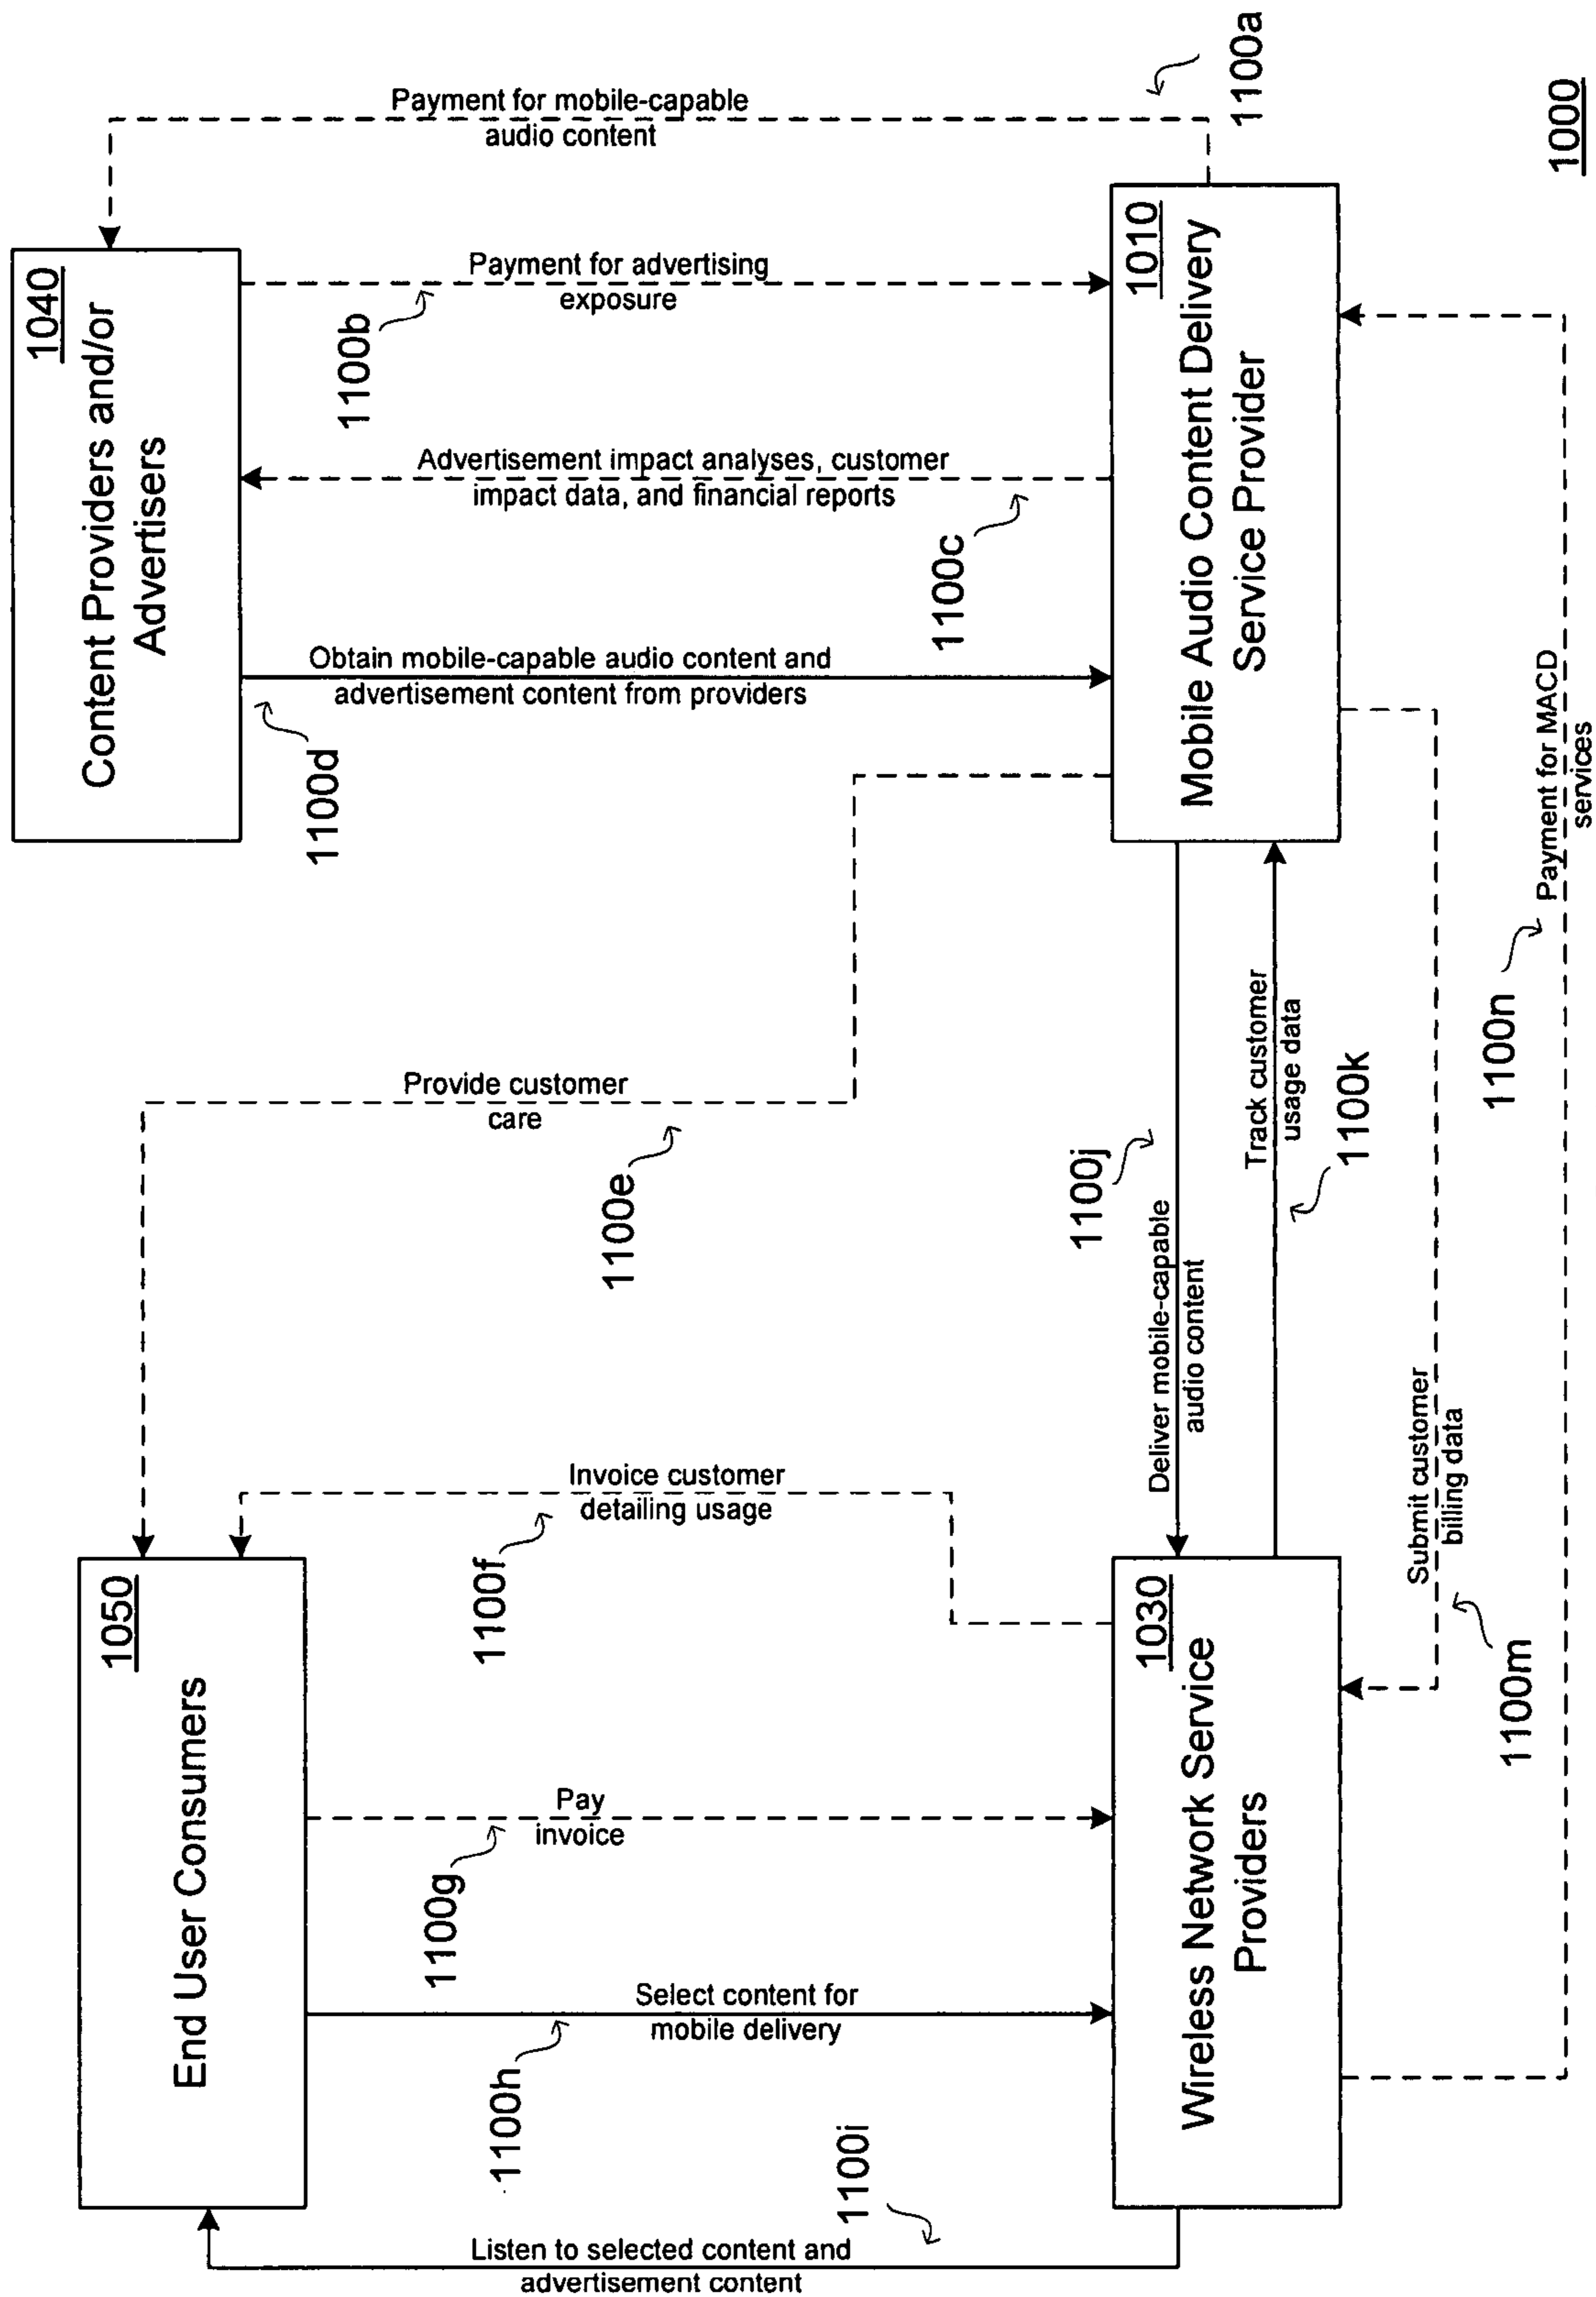 1050
End User Consumers
1040
Content Providers and/or
Advertisers
Listen to selected content and
advertisement content
1100i
Select content for
mobile delivery
1100h
Pay
invoice
1100g
Invoice customer
detailing usage
1100f
Provide customer
care
1100e
Obtain mobile-capable audio content and
advertisement content from providers
1100d
Advertisement impact analyses, customer
impact data, and financial reports
1100c
Payment for advertising
exposure
1100b
Payment for mobile-capable
audio content
1100a
1030
Wireless Network Service
Providers
Deliver mobile-capable
audio content
1100j
Track customer
usage data
1100k
1010
Mobile Audio Content Delivery
Service Provider
Submit customer
billing data
1100m
Payment for MACD
services
1100n
1000